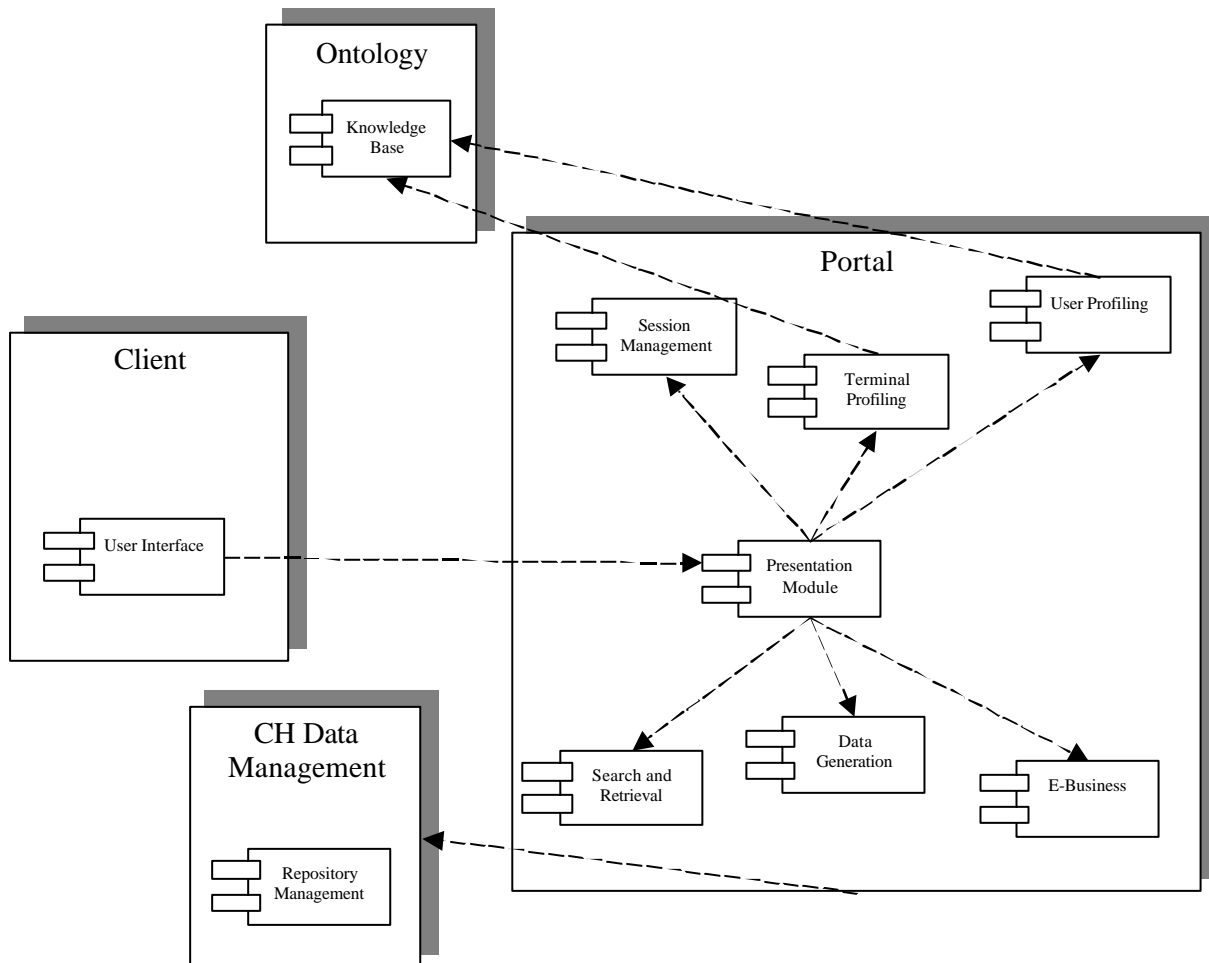 Ontology
Knowledge
Base
Portal
User Profiling
Session
Management
Terminal
Profiling
Client
User Interface
Presentation
Module
CH Data
Management
Repository
Management
Search and
Retrieval
Data
Generation
E-Business